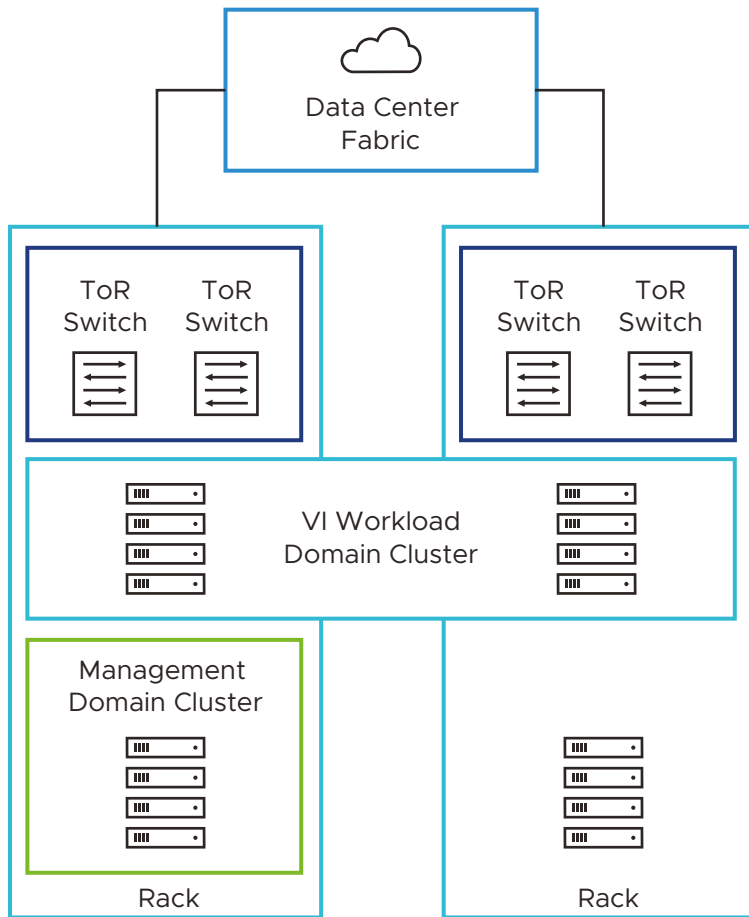 Data Center
Fabric
ToR
Switch
ToR
Switch
ToR
Switch
ToR
Switch
VI Workload
Domain Cluster
Management
Domain Cluster
Rack
Rack